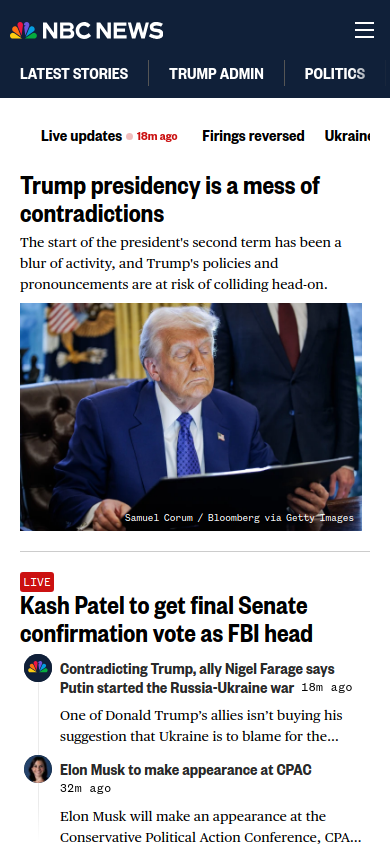 NBC NEWS
LATEST STORIES TRUMP ADMIN POLITICS
Live updates 18m ago Firings reversed Ukraine
Trump presidency is a mess of
contradictions
The start of the president's second term has been a
blur of activity, and Trump's policies and
pronouncements are at risk of colliding head-on.
Samuel Corum / Bloomberg via Getty Images
LIVE
Kash Patel to get final Senate
confirmation vote as FBI head
Contradicting Trump, ally Nigel Farage says
Putin started the Russia-Ukraine war 18m ago
One of Donald Trump’s allies isn’t buying his
suggestion that Ukraine is to blame for the...
Elon Musk to make appearance at CPAC
32m ago
Elon Musk will make an appearance at the
Conservative Political Action Conference, CPA...